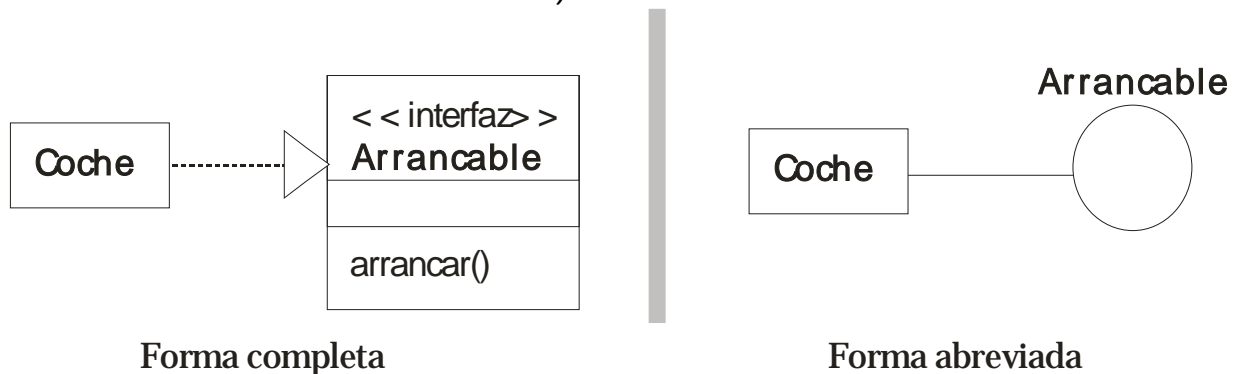 Coche
< < interfaz> >
Arrancable
arrancar()
Forma completa
Arrancable
Coche
Forma abreviada